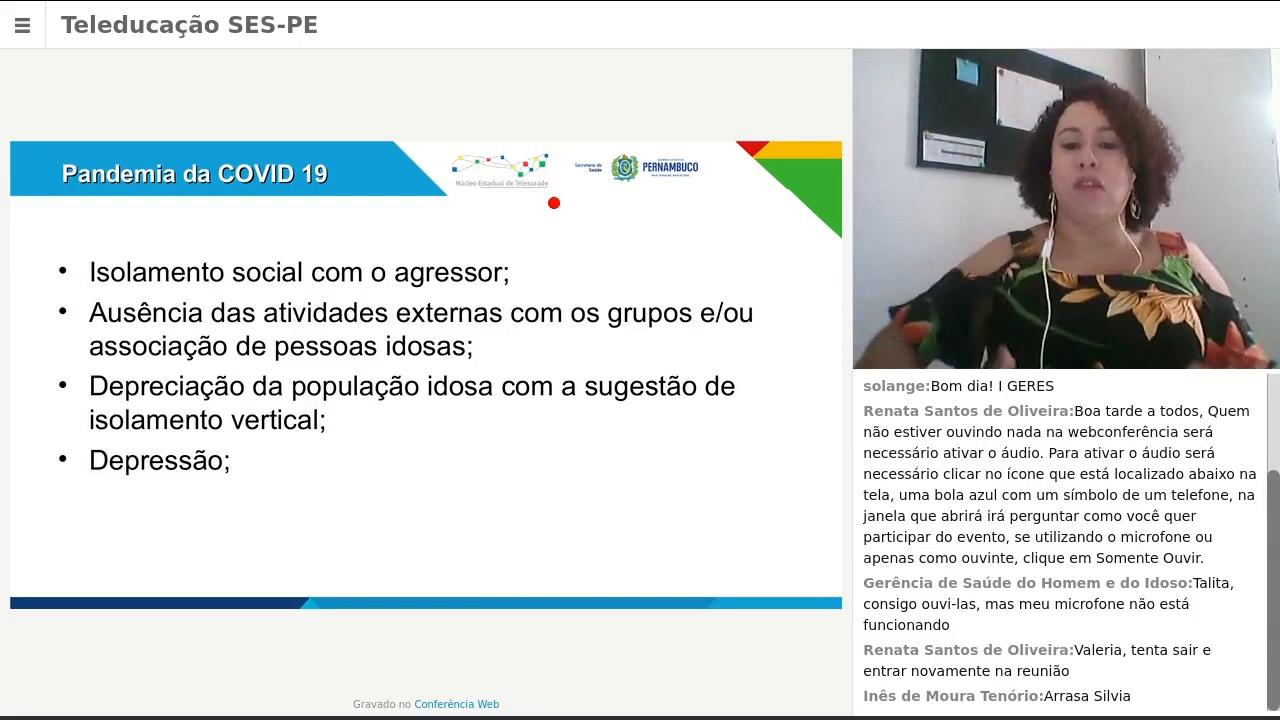 Teleducação SES-PE
Pandemia da COVID 19
Núcleo Estadual de Telessaúde
Secretaria de
Saúde
PERNAMBUCO
• Isolamento social com o agressor;
• Ausência das atividades externas com os grupos e/ou
associação de pessoas idosas;
• Depreciação da população idosa com a sugestão de
isolamento vertical;
• Depressão;
Gravado no Conferência Web
solange:Bom dia! I GERES
Renata Santos de Oliveira:Boa tarde a todos, Quem
não estiver ouvindo nada na webconferência será
necessário ativar o áudio. Para ativar o áudio será
necessário clicar no ícone que está localizado abaixo na
tela, uma bola azul com um símbolo de um telefone, na
janela que abrirá irá perguntar como você quer
participar do evento, se utilizando o microfone ou
apenas como ouvinte, clique em Somente Ouvir.
Gerência de Saúde do Homem e do Idoso:Talita,
consigo ouvi-las, mas meu microfone não está
funcionando
Renata Santos de Oliveira:Valeria, tenta sair e
entrar novamente na reunião
Inês de Moura Tenório:Arrasa Silvia